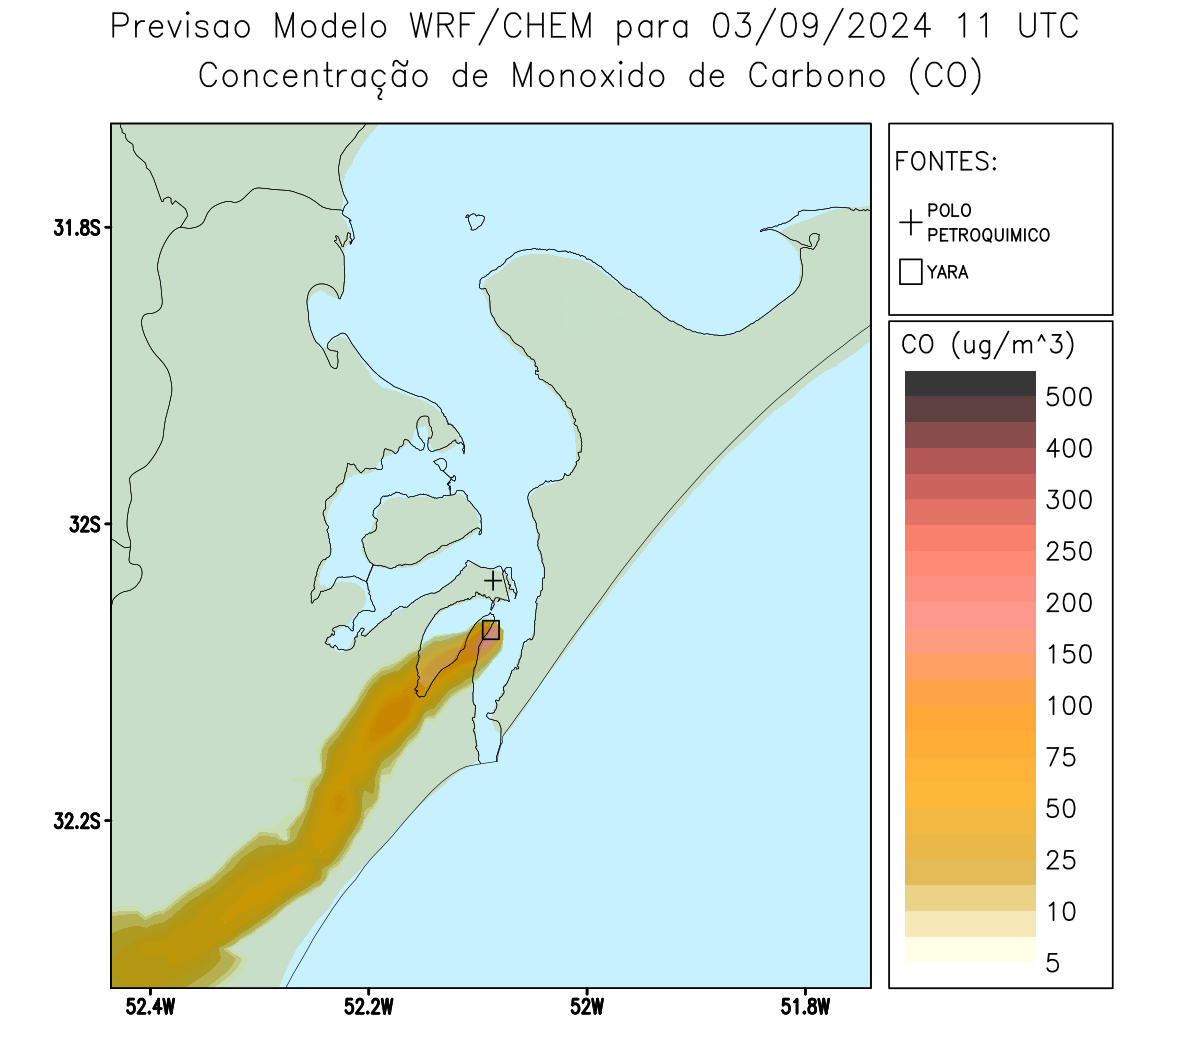 Previsao Modelo WRF/CHEM para 03/09/2024 11 UTC
Concentração de Monoxido de Carbono (CO)
FONTES:
POLO
PETROQUIMICO
YARA
CO (ug/m^3)
500
400
300
250
200
150
100
75
50
25
10
5
31.8S
32S
32.2S
52.4W
52.2W
52W
51.8W